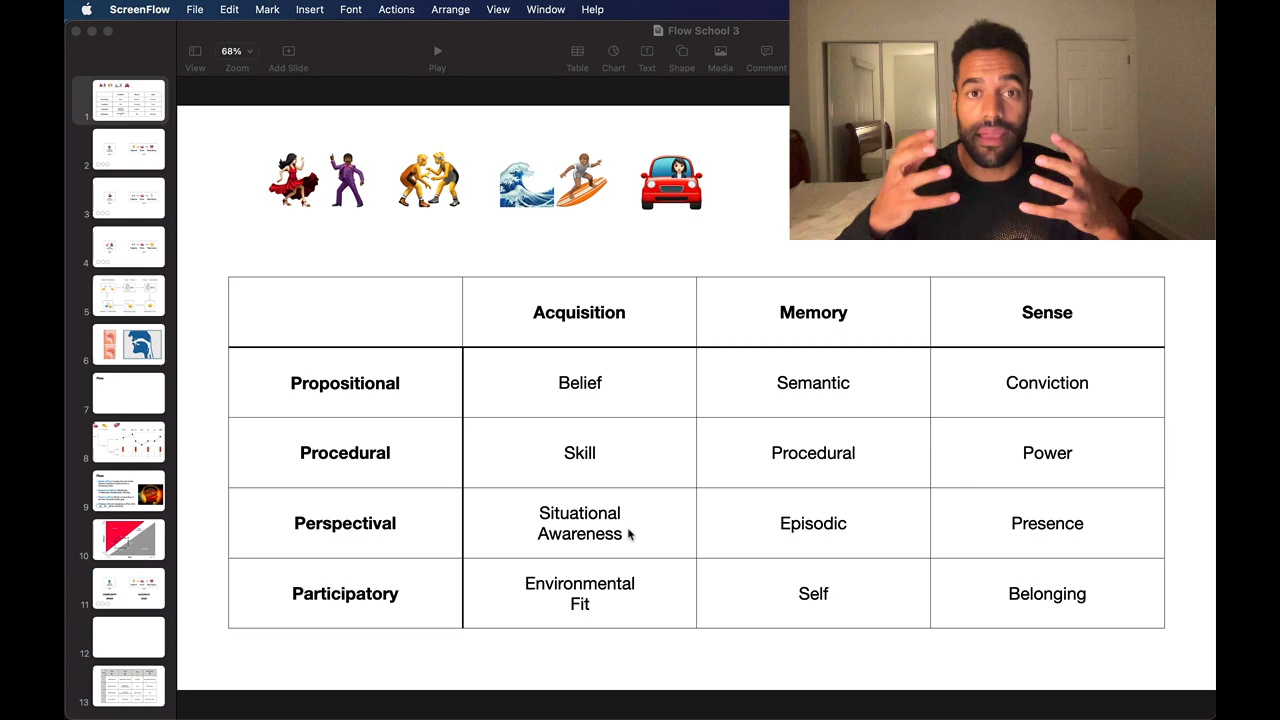 ScreenFlow File Edit Mark Insert Font Actions Arrange View Window Help
Flow School 3
68%
View Zoom Add Slide Play Table Chart Text Shape Media Comment
1
2
3
4
5
6
7
8
9
10
11
12
13
Flow
Flow
Acquisition Memory Sense
Propositional Belief Semantic Conviction
Procedural Skill Procedural Power
Perspectival Situational Awareness Episodic Presence
Participatory Environmental Fit Self Belonging